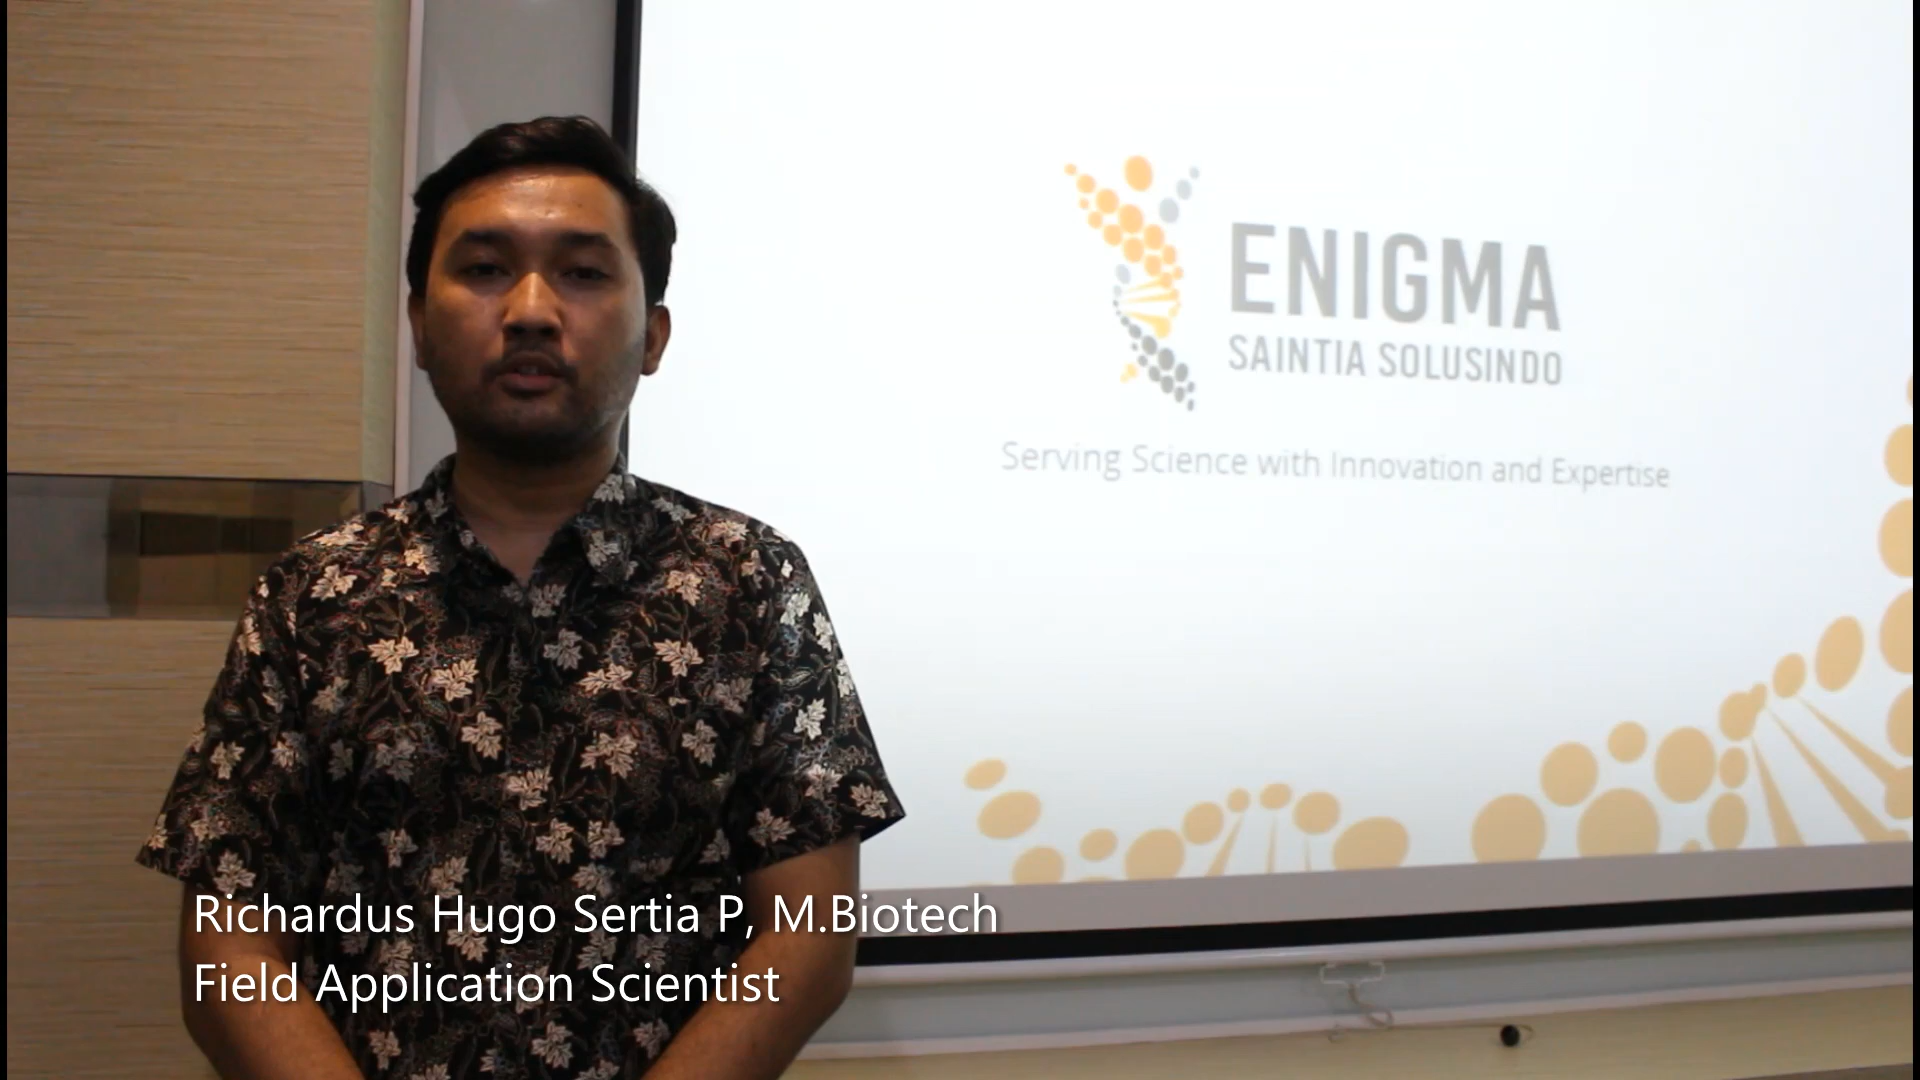 ENIGMA
SAINTIA SOLUSINDO
Serving Science with Innovation and Expertise
Richardus Hugo Sertia P, M.Biotech
Field Application Scientist